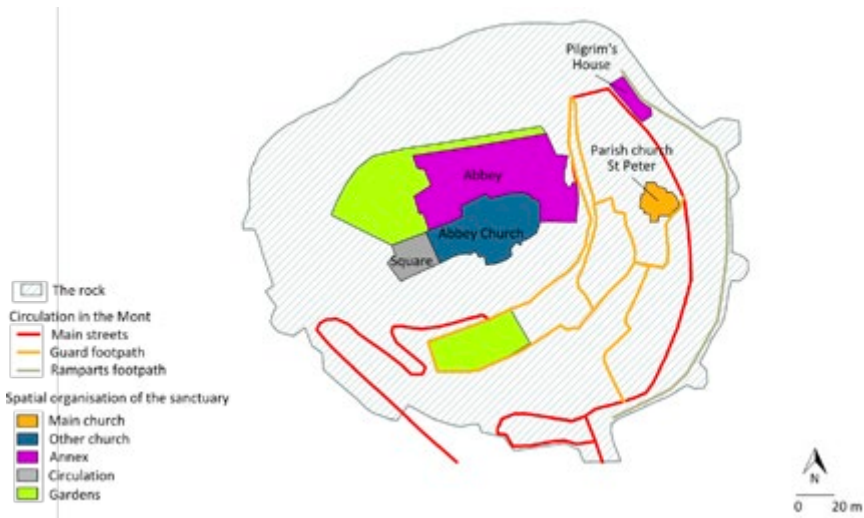 Pilgrim's
House
Parish church
St Peter
Abbey
Abbey Church
Square
The rock
Circulation in the Mont
Main streets
Guard footpath
Ramparts footpath
Spatial organisation of the sanctuary
Main church
Other church
Annex
Circulation
Gardens
N
0 20 m